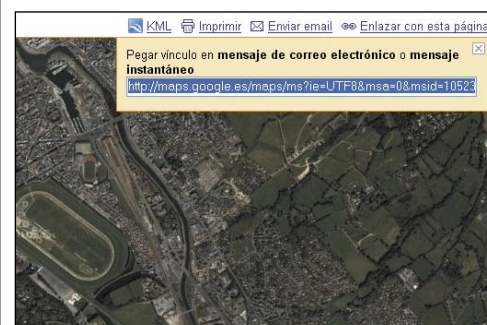 KML Imprimir Enviar email Enlazar con esta página
Pegar vínculo en mensaje de correo electrónico o mensaje
instantáneo
http://maps.google.es/maps/ms?ie=UTF8&msa=0&msid=10523